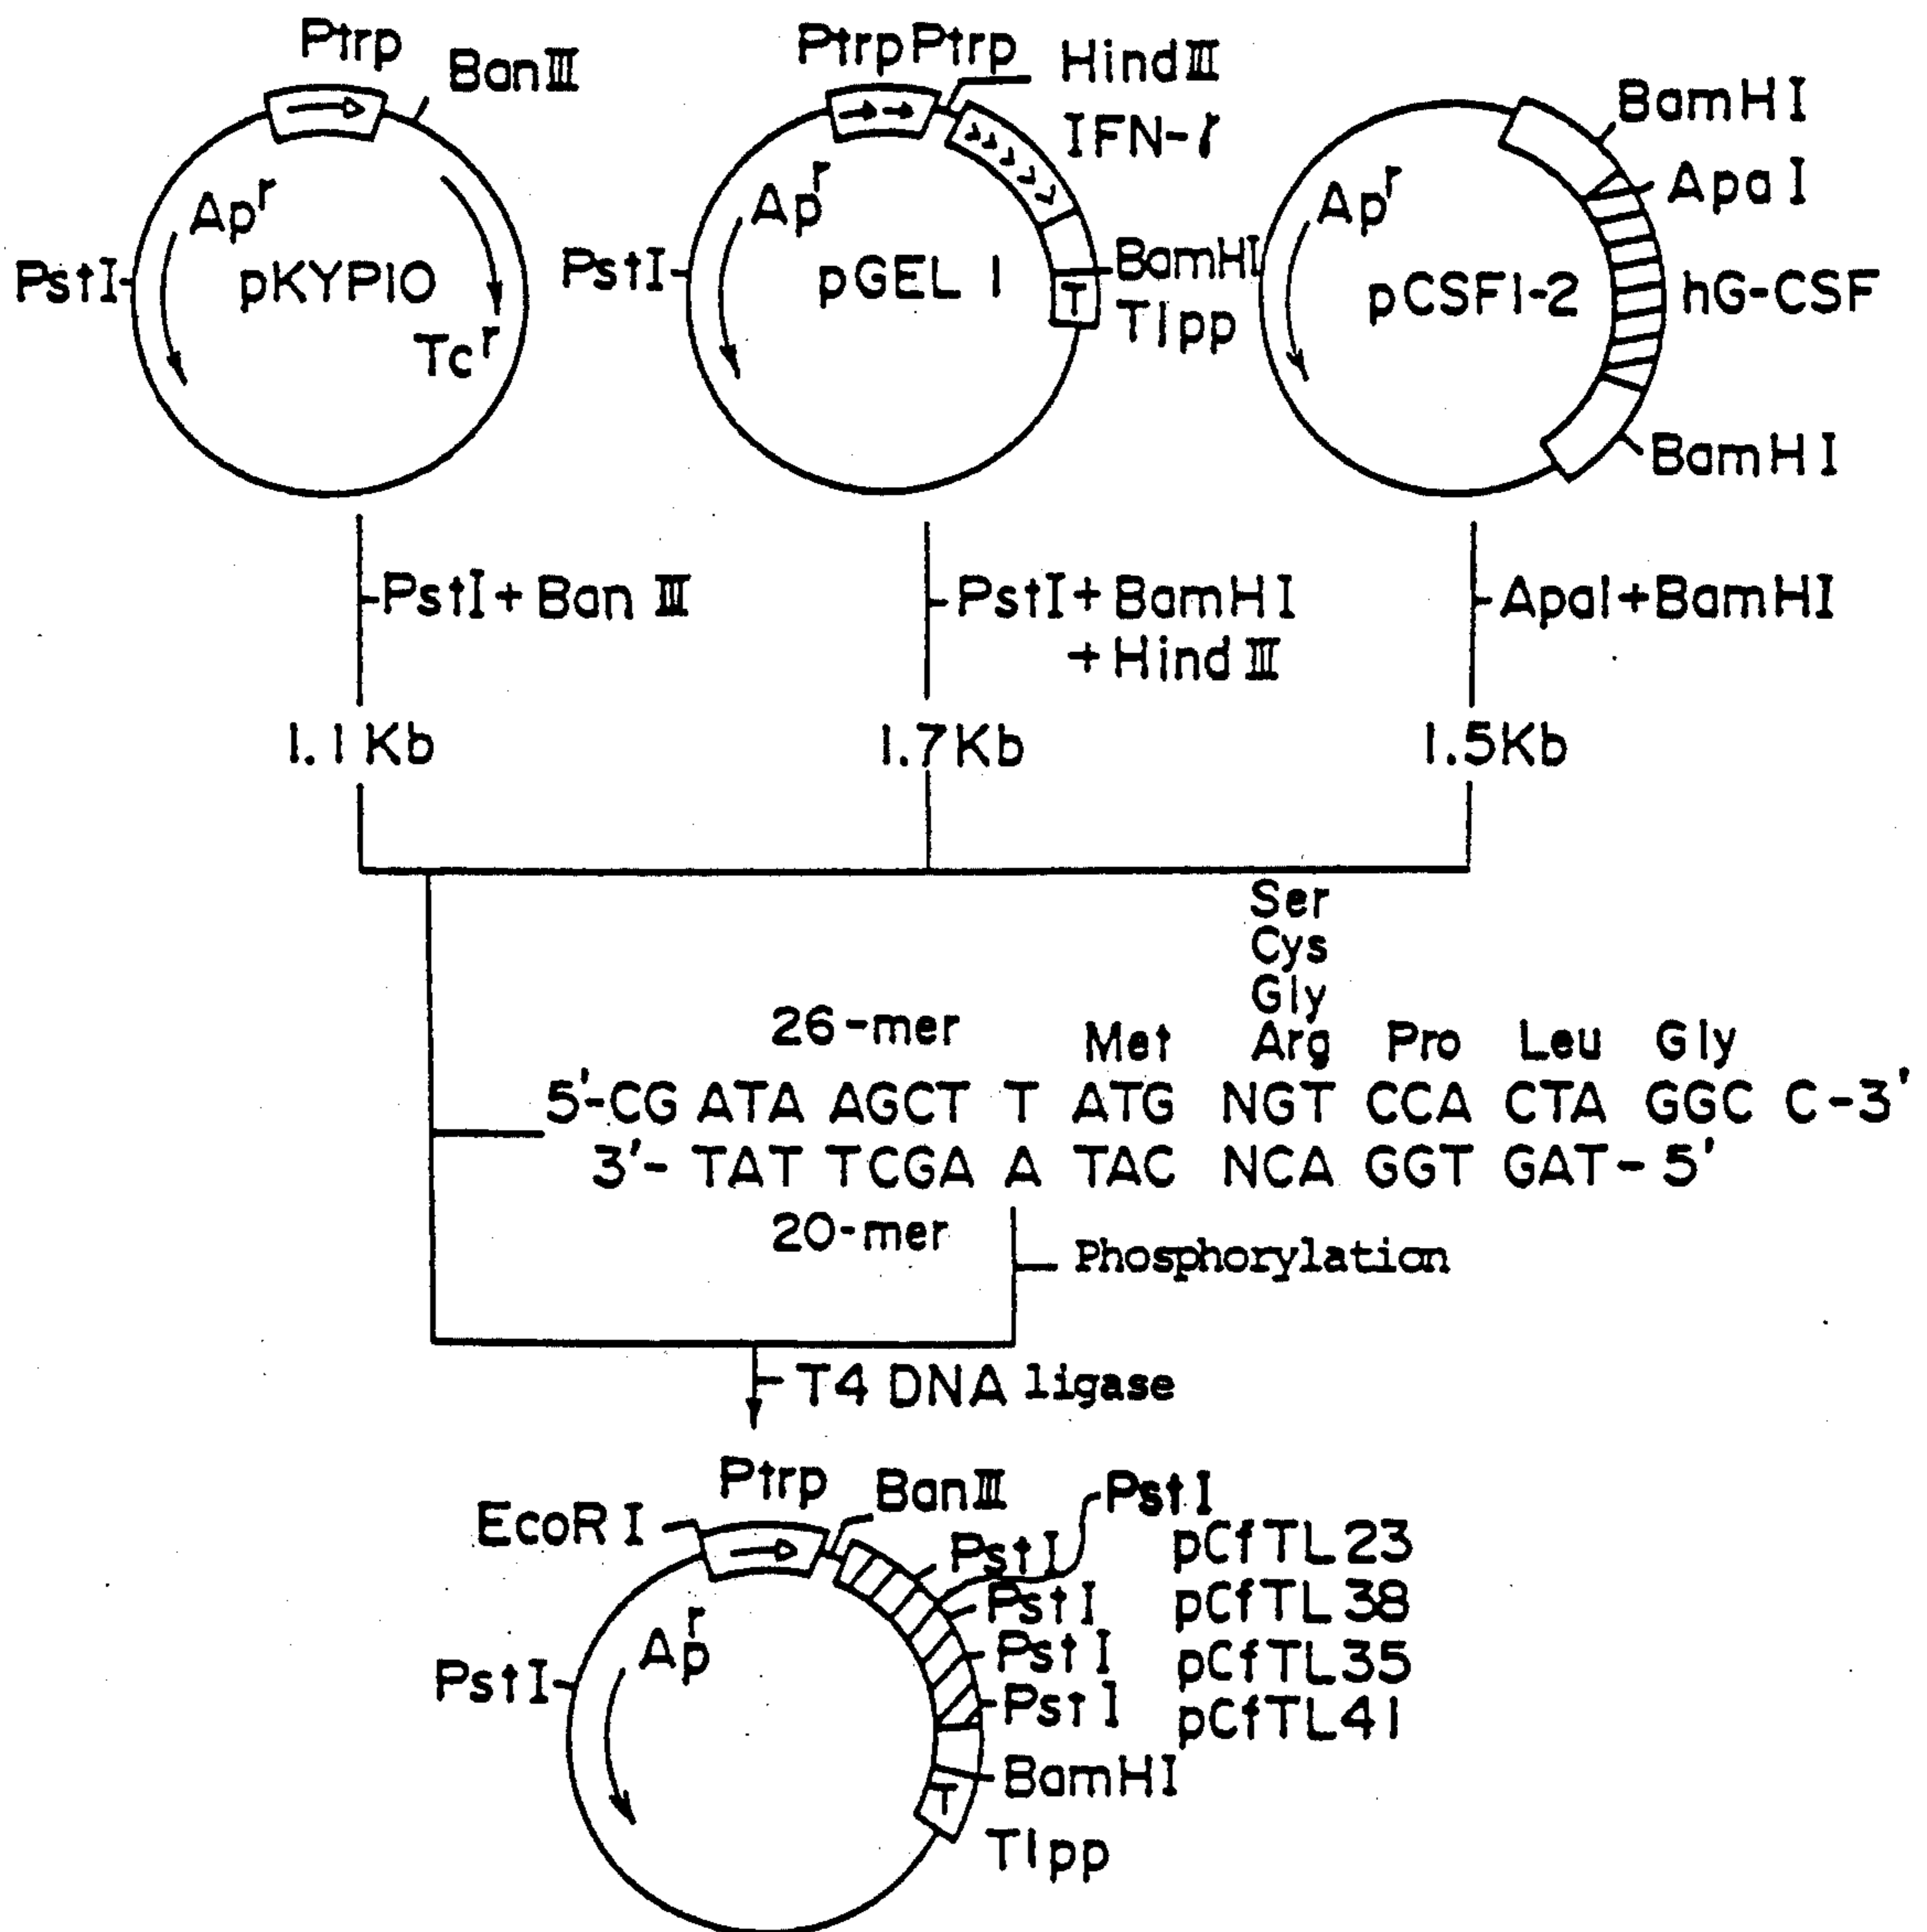 Ptrp
BanIII
Ap^r
PstI
pKYP10
Tc^r
PtrpPtrp
HindIII
IFN-γ
Ap^r
PstI
pGEL 1
BamHI
T
Tlpp
BamHI
ApaI
Ap^r
pCSF1-2
hG-CSF
BamHI
PstI+Ban III
PstI+BamHI
+HindIII
ApaI+BamHI
1.1Kb
1.7Kb
1.5Kb
Ser
Cys
Gly
26-mer Met Arg Pro Leu Gly
5'-CG ATA AGCT T ATG NGT CCA CTA GGC C-3'
3'- TAT TCGA A TAC NCA GGT GAT-5'
20-mer
Phosphorylation
T4 DNA ligase
Ptrp
BanIII
PstI
EcoRI
PstI
PstI
PstI
PstI
Ap^r
PstI
pCfTL23
pCfTL38
pCfTL35
pCfTL41
BamHI
T
Tlpp